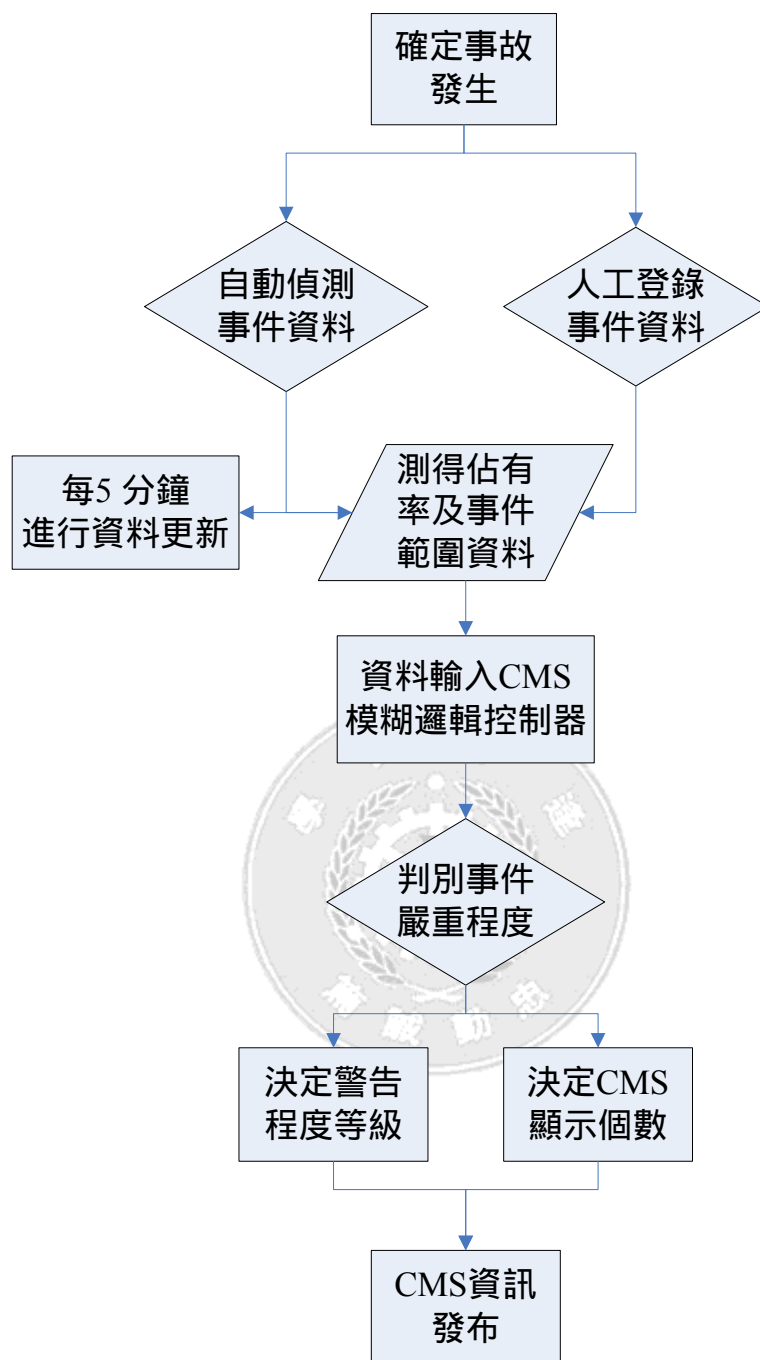 確定事故
發生
自動偵測
事件資料
人工登錄
事件資料
每5 分鐘
進行資料更新
測得佔有
率及事件
範圍資料
資料輸入CMS
模糊邏輯控制器
判別事件
嚴重程度
決定警告
程度等級
決定CMS
顯示個數
CMS資訊
發布